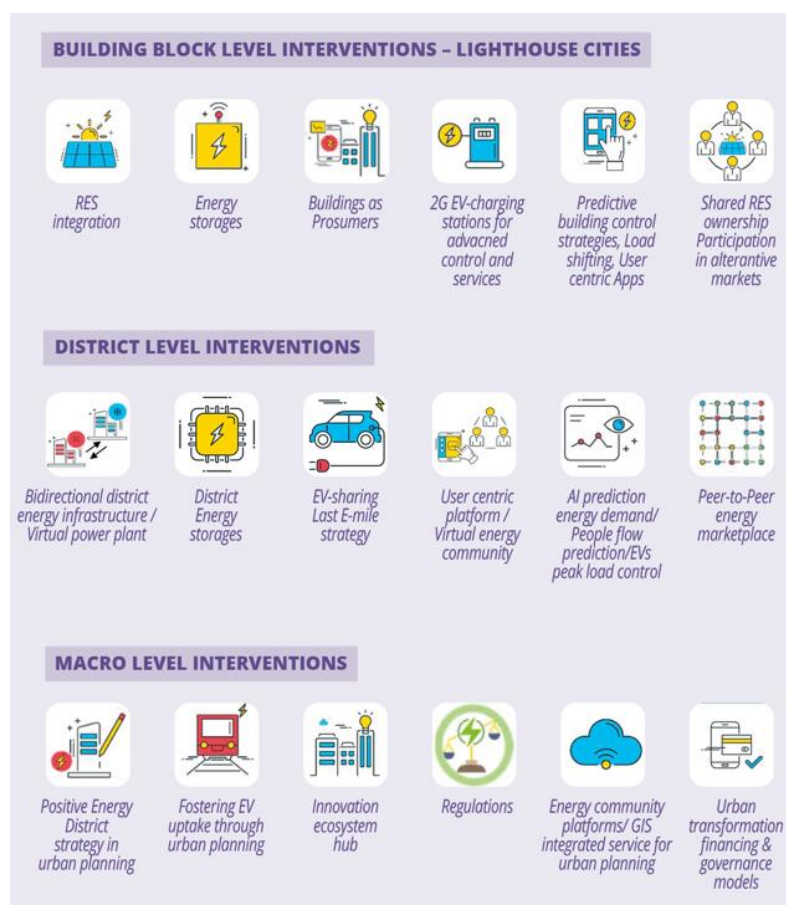 BUILDING BLOCK LEVEL INTERVENTIONS – LIGHTHOUSE CITIES
RES
integration
Energy
storages
Buildings as
Prosumers
2G EV-charging
stations for
advacned
control and
services
Predictive
building control
strategies, Load
shifting, User
centric Apps
Shared RES
ownership
Participation
in alterantive
markets
DISTRICT LEVEL INTERVENTIONS
Bidirectional district
energy infrastructure /
Virtual power plant
District
Energy
storages
EV-sharing
Last E-mile
strategy
User centric
platform /
Virtual energy
community
AI prediction
energy demand/
People flow
prediction/EVs
peak load control
Peer-to-Peer
energy
marketplace
MACRO LEVEL INTERVENTIONS
Positive Energy
District
strategy in
urban planning
Fostering EV
uptake through
urban planning
Innovation
ecosystem
hub
Regulations
Energy community
platforms/ GIS
integrated service for
urban planning
Urban
transformation
financing &
governance
models